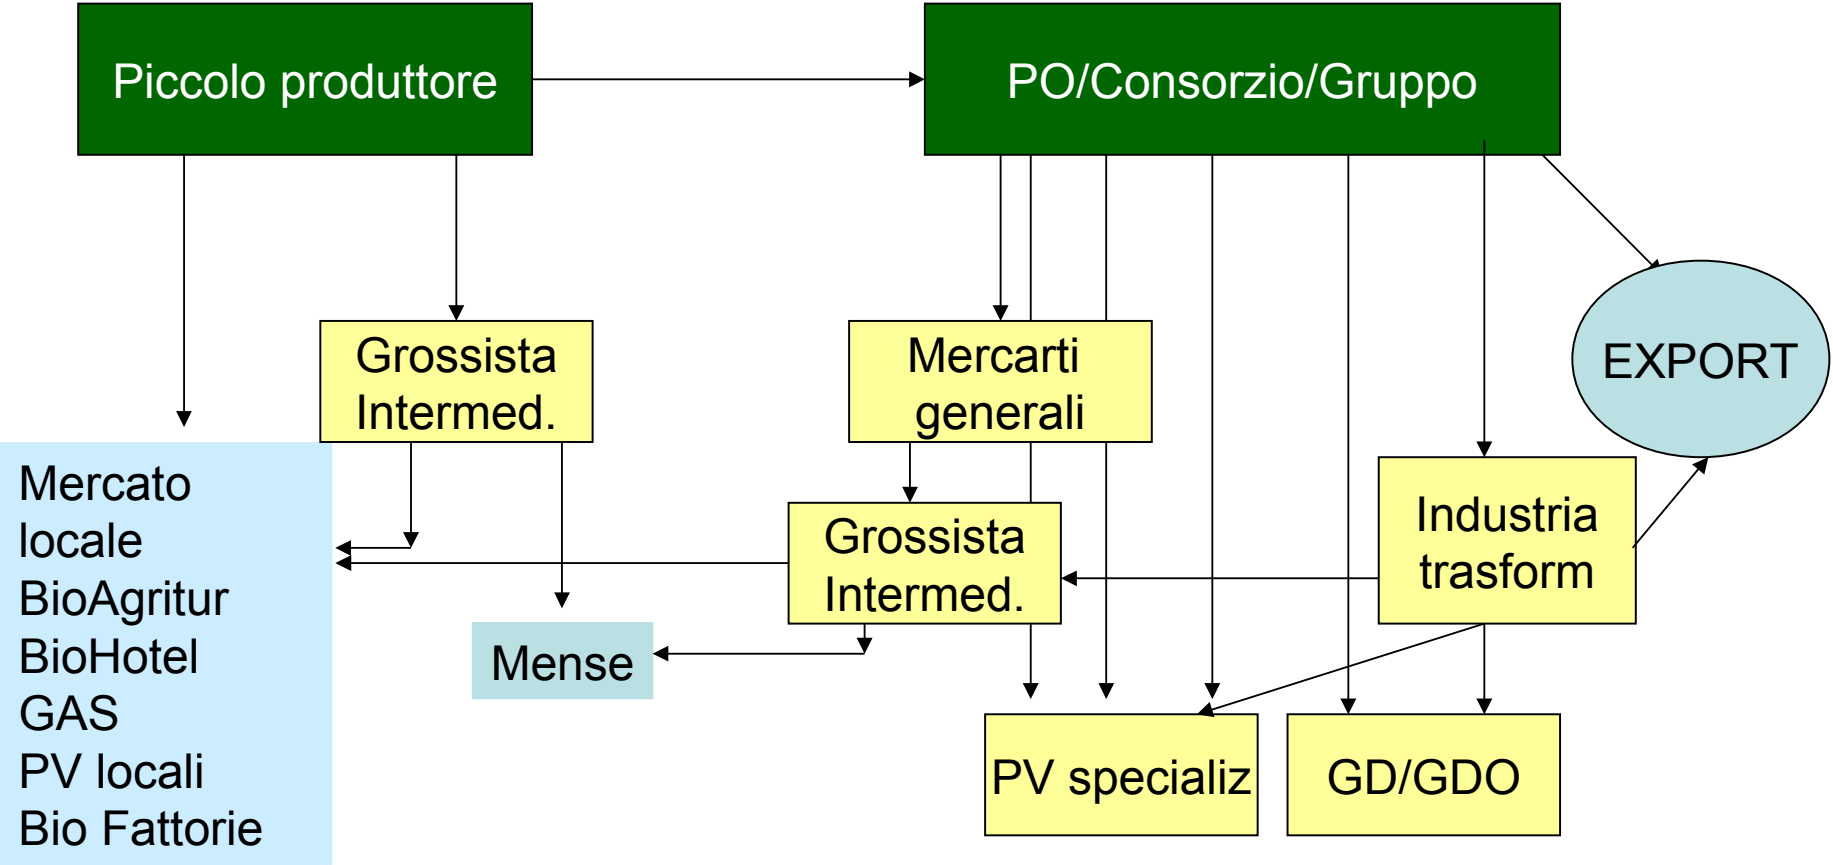 Piccolo produttore
PO/Consorzio/Gruppo
Grossista
Intermed.
Mercarti
generali
EXPORT
Mercato
locale
BioAgritur
BioHotel
GAS
PV locali
Bio Fattorie
Grossista
Intermed.
Industria
trasform
Mense
PV specializ
GD/GDO